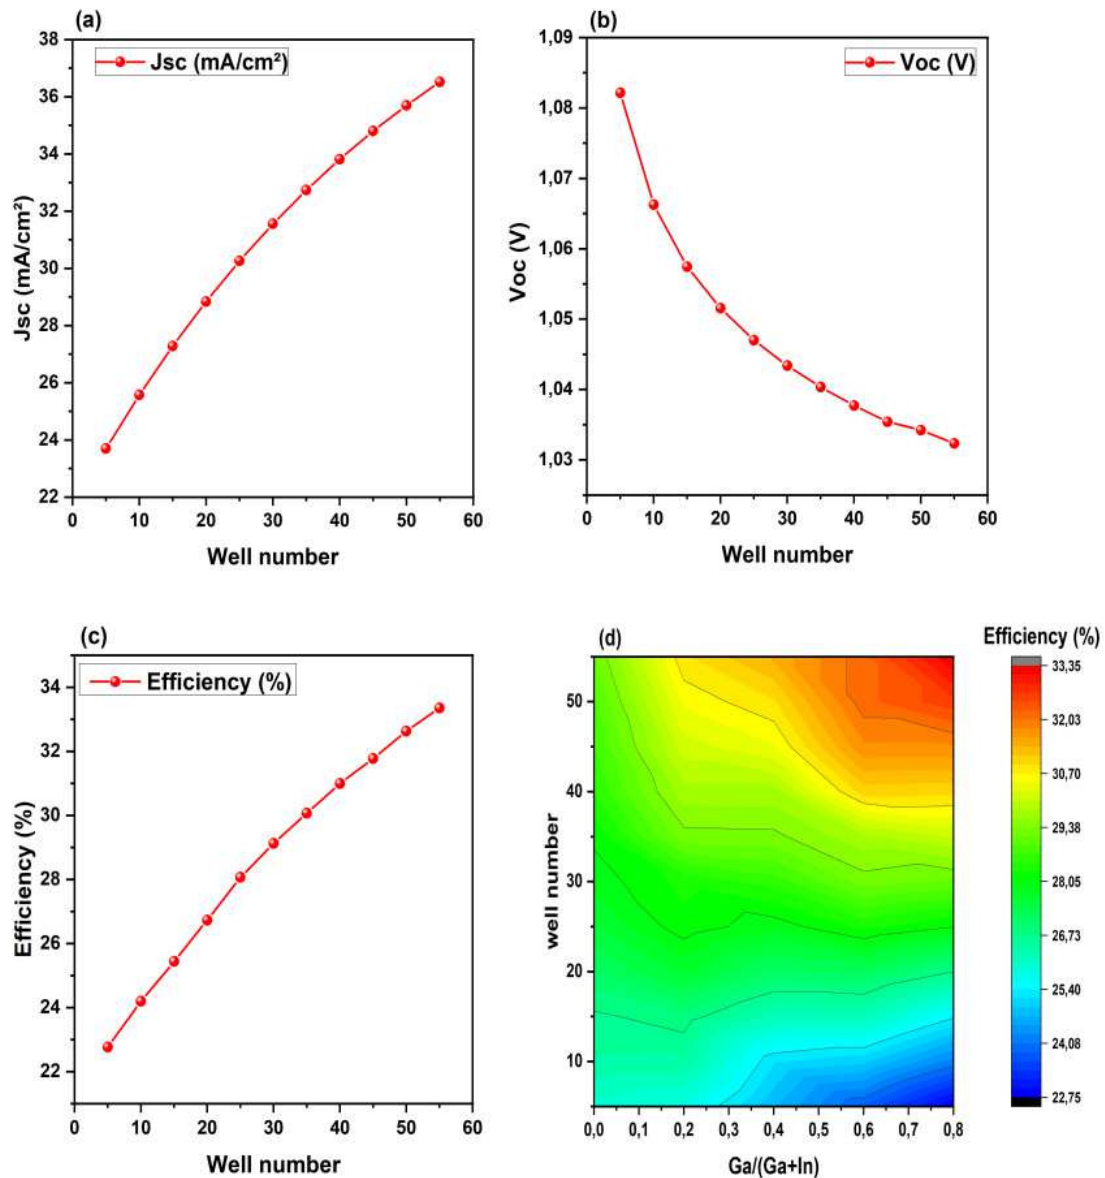 (a)
Jsc (mA/cm²)
38
36
34
32
30
28
26
24
22
Jsc (mA/cm²)
0 10 20 30 40 50 60
Well number
(b)
Voc (V)
1,09
1,08
1,07
1,06
1,05
1,04
1,03
Voc (V)
0 10 20 30 40 50 60
Well number
(c)
Efficiency (%)
34
32
30
28
26
24
22
Efficiency (%)
0 10 20 30 40 50 60
Well number
(d)
Efficiency (%)
50
40
30
20
10
well number
0,0 0,1 0,2 0,3 0,4 0,5 0,6 0,7 0,8
Ga/(Ga+In)
33,35
32,03
30,70
29,38
28,05
26,73
25,40
24,08
22,75